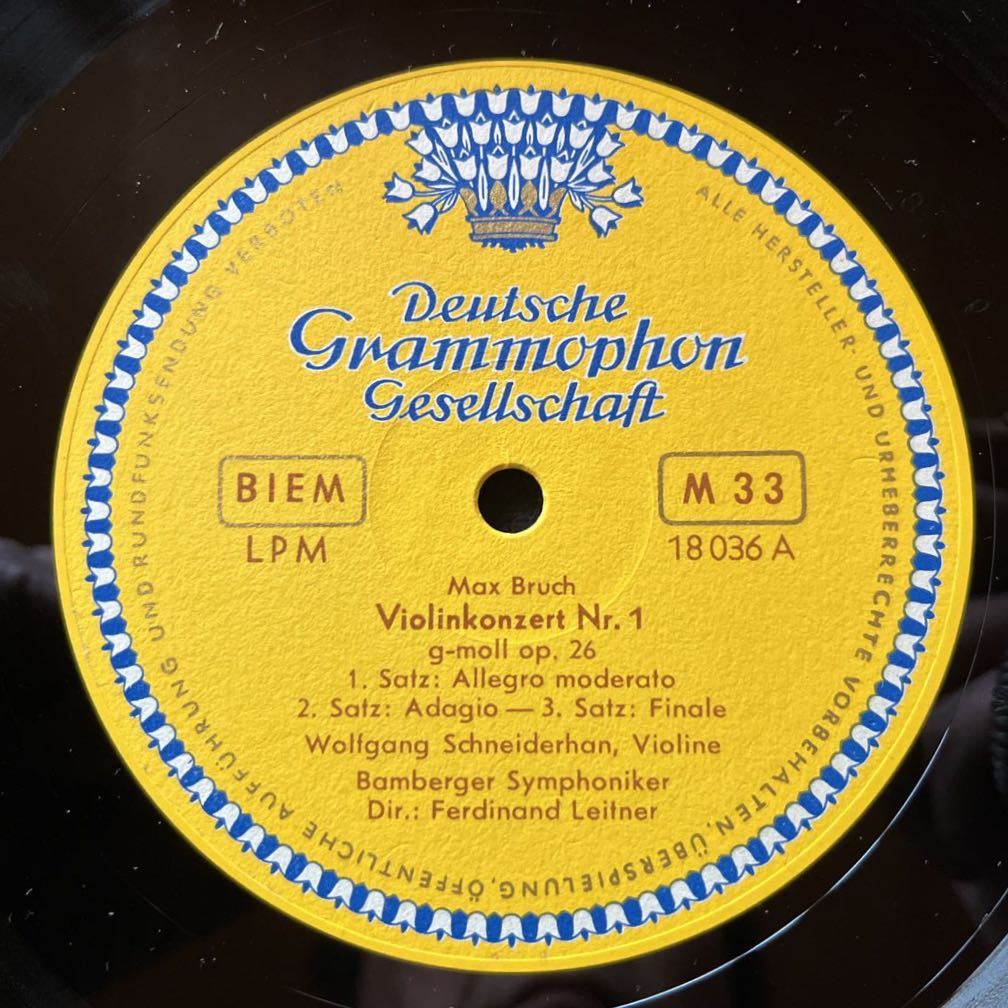 Deutsche
Grammophon
Gesellschaft
BIEM
M 33
LPM
18 036 A
Max Bruch
Violinkonzert Nr. 1
g-moll op. 26
1. Satz: Allegro moderato
2. Satz: Adagio — 3. Satz: Finale
Wolfgang Schneiderhan, Violine
Bamberger Symphoniker
Dir.: Ferdinand Leitner
ALLE HERSTELLER- UND URHEBERRECHTE VORBEHALTEN, ÜBERSPIELUNG, ÖFFENTLICHE AUFFÜHRUNG UND RUNDFUNKSENDUNG VERBOTEN